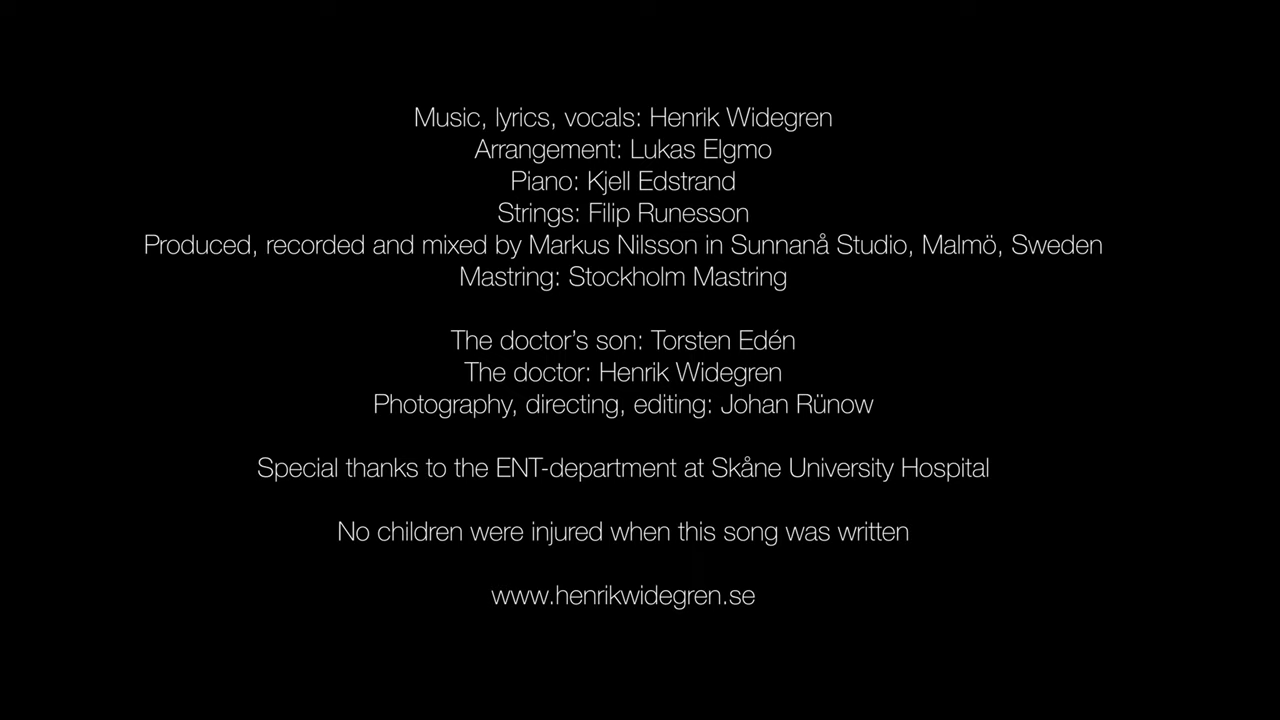 Music, lyrics, vocals: Henrik Widegren
Arrangement: Lukas Elgmo
Piano: Kjell Edstrand
Strings: Filip Runesson
Produced, recorded and mixed by Markus Nilsson in Sunnanå Studio, Malmö, Sweden
Mastring: Stockholm Mastring
The doctor's son: Torsten Edén
The doctor: Henrik Widegren
Photography, directing, editing: Johan Rünow
Special thanks to the ENT-department at Skåne University Hospital
No children were injured when this song was written
www.henrikwidegren.se